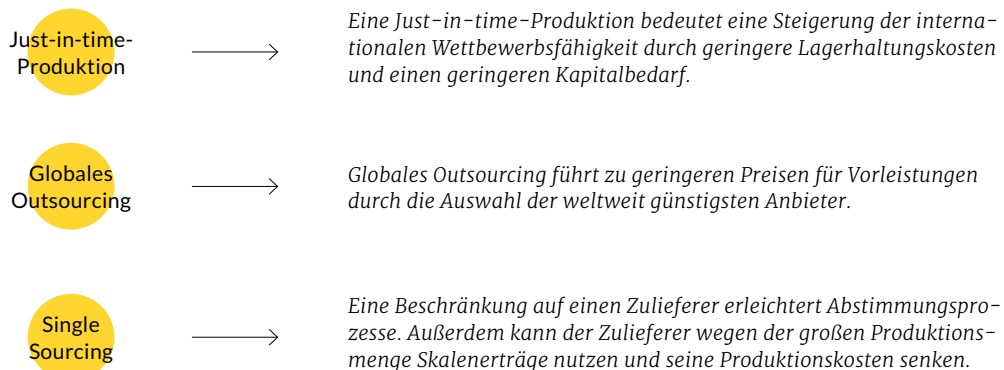 Just-in-time-
Produktion
Eine Just-in-time-Produktion bedeutet eine Steigerung der interna-
tionalen Wettbewerbsfähigkeit durch geringere Lagerhaltungskosten
und einen geringeren Kapitalbedarf.
Globales
Outsourcing
Globales Outsourcing führt zu geringeren Preisen für Vorleistungen
durch die Auswahl der weltweit günstigsten Anbieter.
Single
Sourcing
Eine Beschränkung auf einen Zulieferer erleichtert Abstimmungspro-
zesse. Außerdem kann der Zulieferer wegen der großen Produktions-
menge Skalenerträge nutzen und seine Produktionskosten senken.